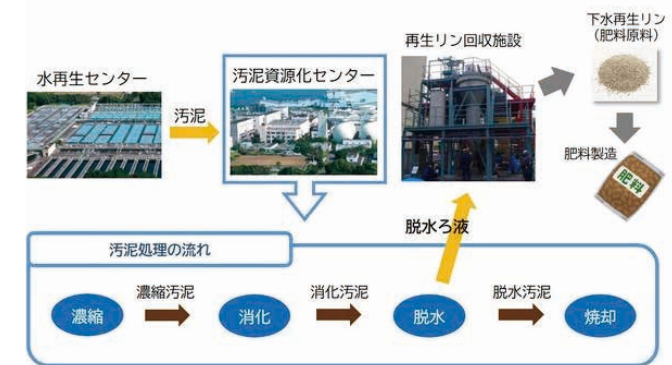 下水再生リン
（肥料原料）
再生リン回収施設
水再生センター
汚泥資源化センター
汚泥
肥料製造
肥料
脱水ろ液
汚泥処理の流れ
濃縮汚泥
消化汚泥
脱水汚泥
濃縮
消化
脱水
焼却